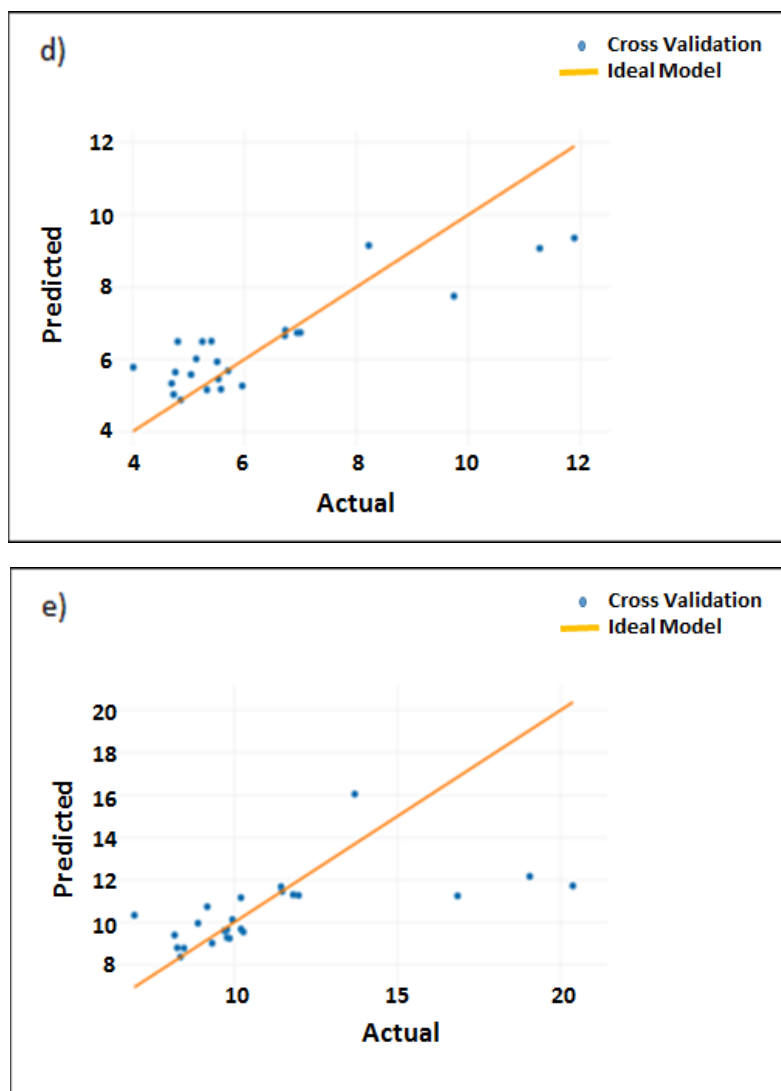 d)
Cross Validation
Ideal Model
12
10
8
6
4
Predicted
4 6 8 10 12
Actual
e)
Cross Validation
Ideal Model
20
18
16
14
12
10
8
Predicted
10 15 20
Actual